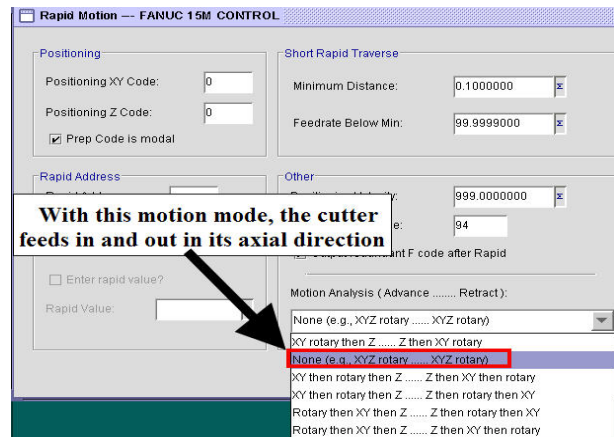 Rapid Motion --- FANUC 15M CONTROL
Positioning
Positioning XY Code: 0
Positioning Z Code: 0
Prep Code is modal
Short Rapid Traverse
Minimum Distance: 0.1000000
Feedrate Below Min: 99.9999000
Rapid Address
Other
999.0000000
94
after Rapid
With this motion mode, the cutter
feeds in and out in its axial direction
Enter rapid value?
Rapid Value:
Motion Analysis ( Advance ........ Retract ):
None (e.g., XYZ rotary ...... XYZ rotary)
XY rotary then Z ...... Z then XY rotary
None (e.g., XYZ rotary ...... XYZ rotary)
XY then rotary then Z ...... Z then XY then rotary
XY then rotary then Z ...... Z then rotary then XY
Rotary then XY then Z ...... Z then rotary then XY
Rotary then XY then Z ...... Z then XY then rotary